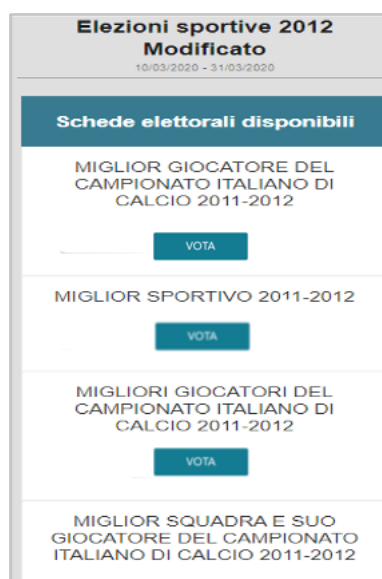 Elezioni sportive 2012
Modificato
10/03/2020 - 31/03/2020
Schede elettorali disponibili
MIGLIOR GIOCATORE DEL
CAMPIONATO ITALIANO DI
CALCIO 2011-2012
VOTA
MIGLIOR SPORTIVO 2011-2012
VOTA
MIGLIORI GIOCATORI DEL
CAMPIONATO ITALIANO DI
CALCIO 2011-2012
VOTA
MIGLIOR SQUADRA E SUO
GIOCATORE DEL CAMPIONATO
ITALIANO DI CALCIO 2011-2012